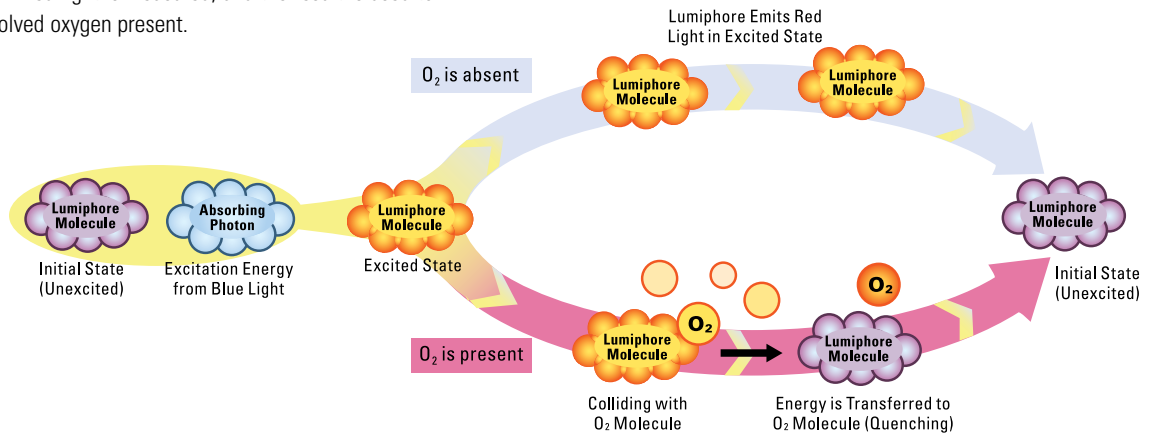 olved oxygen present.
Lumiphore Emits Red
Light in Excited State
O₂ is absent
Lumiphore
Molecule
Lumiphore
Molecule
Lumiphore
Molecule
Absorbing
Photon
Lumiphore
Molecule
Lumiphore
Molecule
Initial State
(Unexcited)
Excitation Energy
from Blue Light
Excited State
Initial State
(Unexcited)
O₂
O₂
O₂ is present
Lumiphore
Molecule
Lumiphore
Molecule
Colliding with
O₂ Molecule
Energy is Transferred to
O₂ Molecule (Quenching)